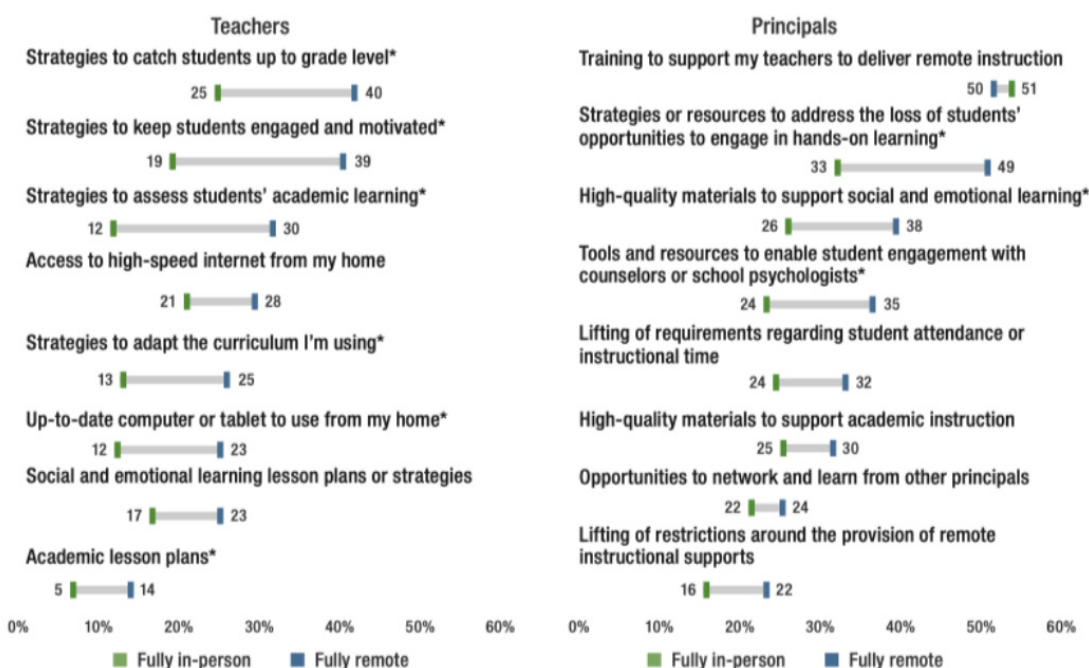 Teachers
Strategies to catch students up to grade level*
25 40
Strategies to keep students engaged and motivated*
19 39
Strategies to assess students' academic learning*
12 30
Access to high-speed internet from my home
21 28
Strategies to adapt the curriculum I'm using*
13 25
Up-to-date computer or tablet to use from my home*
12 23
Social and emotional learning lesson plans or strategies
17 23
Academic lesson plans*
5 14
0% 10% 20% 30% 40% 50% 60%
Fully in-person Fully remote
Principals
Training to support my teachers to deliver remote instruction
50 51
Strategies or resources to address the loss of students'
opportunities to engage in hands-on learning*
33 49
High-quality materials to support social and emotional learning*
26 38
Tools and resources to enable student engagement with
counselors or school psychologists*
24 35
Lifting of requirements regarding student attendance or
instructional time
24 32
High-quality materials to support academic instruction
25 30
Opportunities to network and learn from other principals
22 24
Lifting of restrictions around the provision of remote
instructional supports
16 22
0% 10% 20% 30% 40% 50% 60%
Fully in-person Fully remote